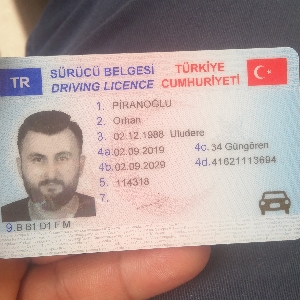 TR SÜRÜCÜ BELGESİ TÜRKİYE
DRIVING LICENCE CUMHURİYETİ
1. PİRANOĞLU
2. Orhan
3. 02.12.1988 Uludere
4a. 02.09.2019 4c. 34 Güngören
4b. 02.09.2029 4d. 41621113694
5. 114318
7.
9. B B1 D1 F M